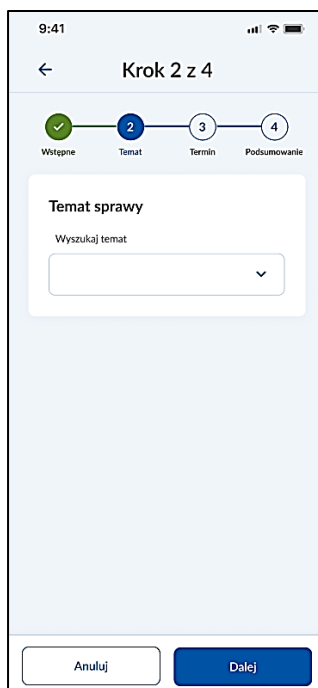 9:41
Krok 2 z 4
2 3 4
Wstępne Temat Termin Podsumowanie
Temat sprawy
Wyszukaj temat
Anuluj Dalej